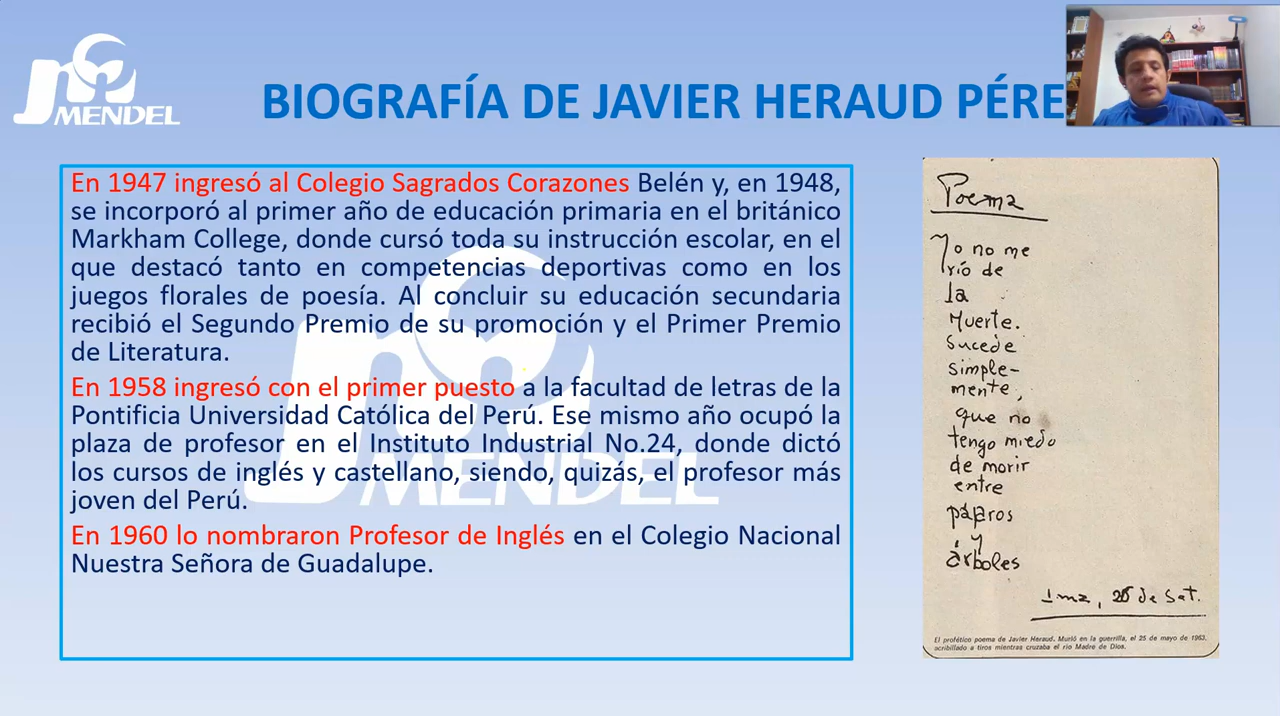 MENDEL
BIOGRAFÍA DE JAVIER HERAUD PÉRE
En 1947 ingresó al Colegio Sagrados Corazones Belén y, en 1948,
se incorporó al primer año de educación primaria en el británico
Markham College, donde cursó toda su instrucción escolar, en el
que destacó tanto en competencias deportivas como en los
juegos florales de poesía. Al concluir su educación secundaria
recibió el Segundo Premio de su promoción y el Primer Premio
de Literatura.
En 1958 ingresó con el primer puesto a la facultad de letras de la
Pontificia Universidad Católica del Perú. Ese mismo año ocupó la
plaza de profesor en el Instituto Industrial No.24, donde dictó
los cursos de inglés y castellano, siendo, quizás, el profesor más
joven del Perú.
En 1960 lo nombraron Profesor de Inglés en el Colegio Nacional
Nuestra Señora de Guadalupe.
MENDEL
Poema
Yo no me
río de
la
Muerte.
Sucede
simple-
mente,
que no
tengo miedo
de morir
entre
pájaros
y
árboles
25 de Set.
El profético poema de Javier Heraud. Murió en la guerrilla, el 25 de mayo de 1963,
acribillado a tiros mientras cruzaba el río Madre de Dios.